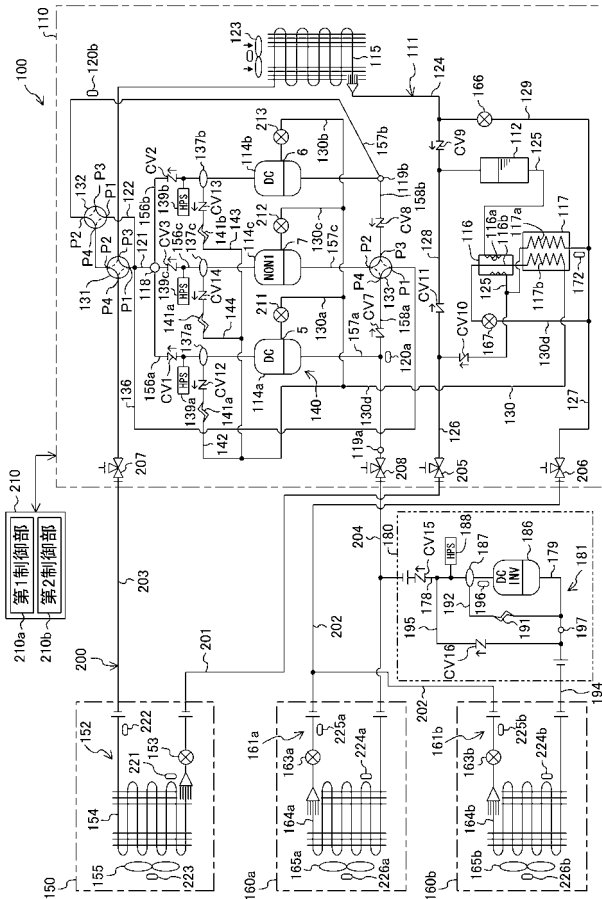 100
110
123
120b
115
111
124
132
P2
P1
P4
122
P3
131
P2
P4
P1
121
118
136
CV2
156b
139b
HPS
137b
CV13
114b
DC
6
213
130b
157b
119b
158b
CV3
156c
139c
137c
141b
143
HPS
CV14
141a
144
114c
NON1
7
212
130c
157c
CV8
P2
P3
P4
P1
133
CV7
158a
156a
CV1
HPS
139a
137a
CV12
141a
142
114a
DC
5
211
130a
157a
140
120a
130d
119a
128
CV11
126
CV9
166
129
112
125
116
116a
116b
117a
117
117b
125
CV10
167
172
130d
130
127
207
208
205
206
210
第1制御部
第2制御部
210a
210b
203
200
201
202
204
180
CV15
HPS
188
178
187
186
DC
INV
179
181
195
192
196
191
CV16
197
194
202
150
152
222
221
153
154
155
223
160a
161a
225a
163a
224a
164a
165a
226a
160b
161b
225b
163b
224b
164b
165b
226b